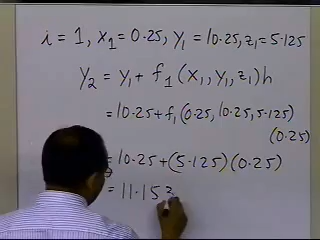 i = 1, x₁ = 0.25, y₁ = 10.25, z₁ = 5.125
y₂ = y₁ + f₁ (x₁, y₁, z₁) h
= 10.25 + f₁ (0.25, 10.25, 5.125)
(0.25)
= 10.25 + (5.125) (0.25)
= 11.153